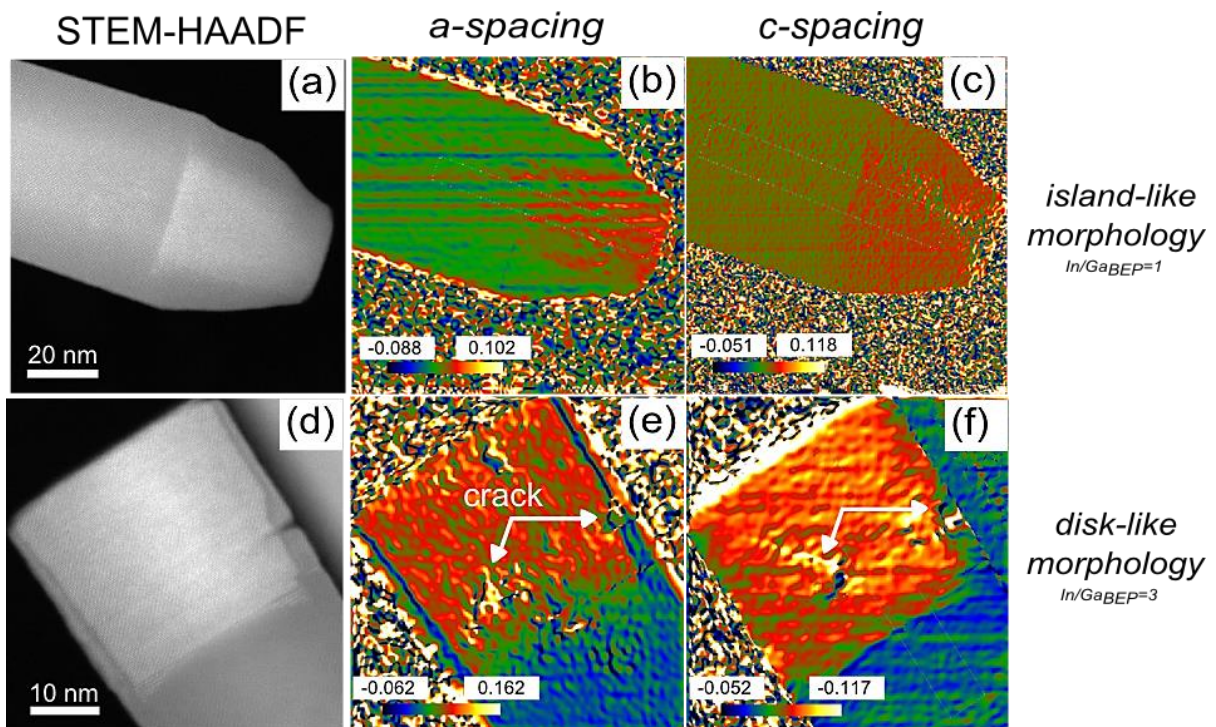 STEM-HAADF a-spacing c-spacing
(a) (b) (c)
20 nm
-0.088 0.102
-0.051 0.118
island-like
morphology
In/GaBEP=1
(d) (e) (f)
crack
10 nm
-0.062 0.162
-0.052 -0.117
disk-like
morphology
In/GaBEP=3